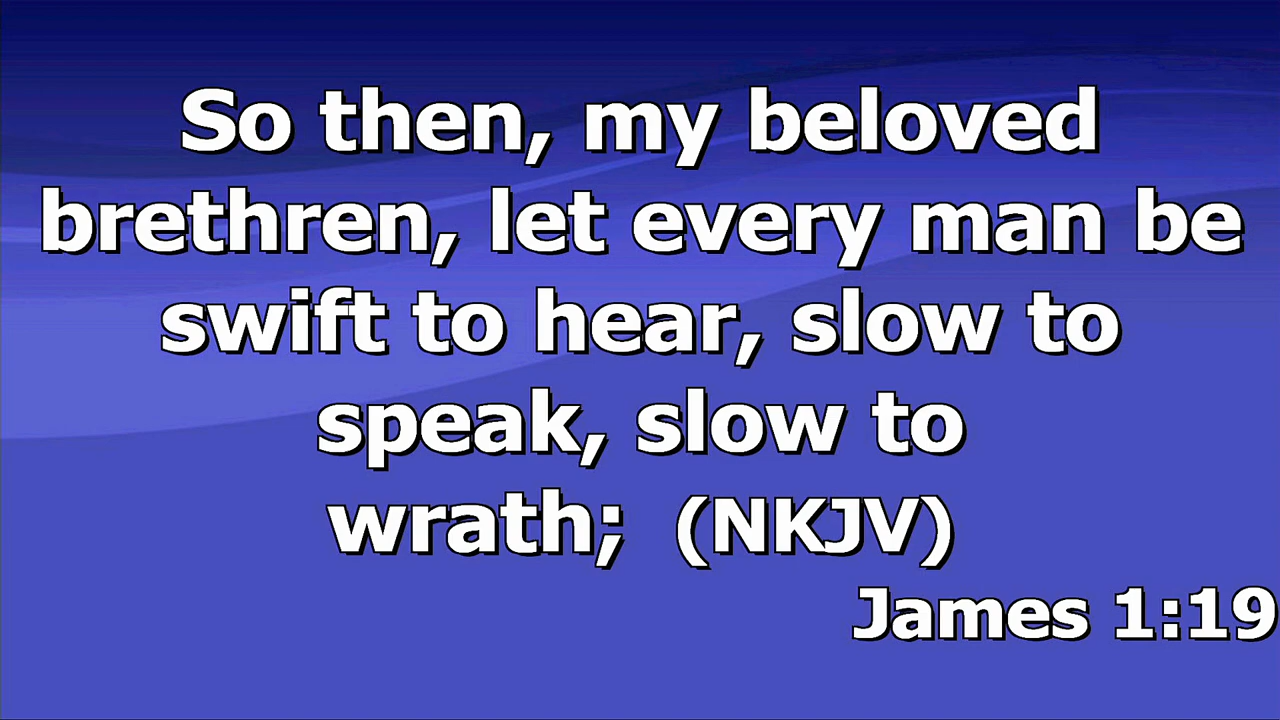 So then, my beloved
brethren, let every man be
swift to hear, slow to
speak, slow to
wrath; (NKJV)
James 1:19